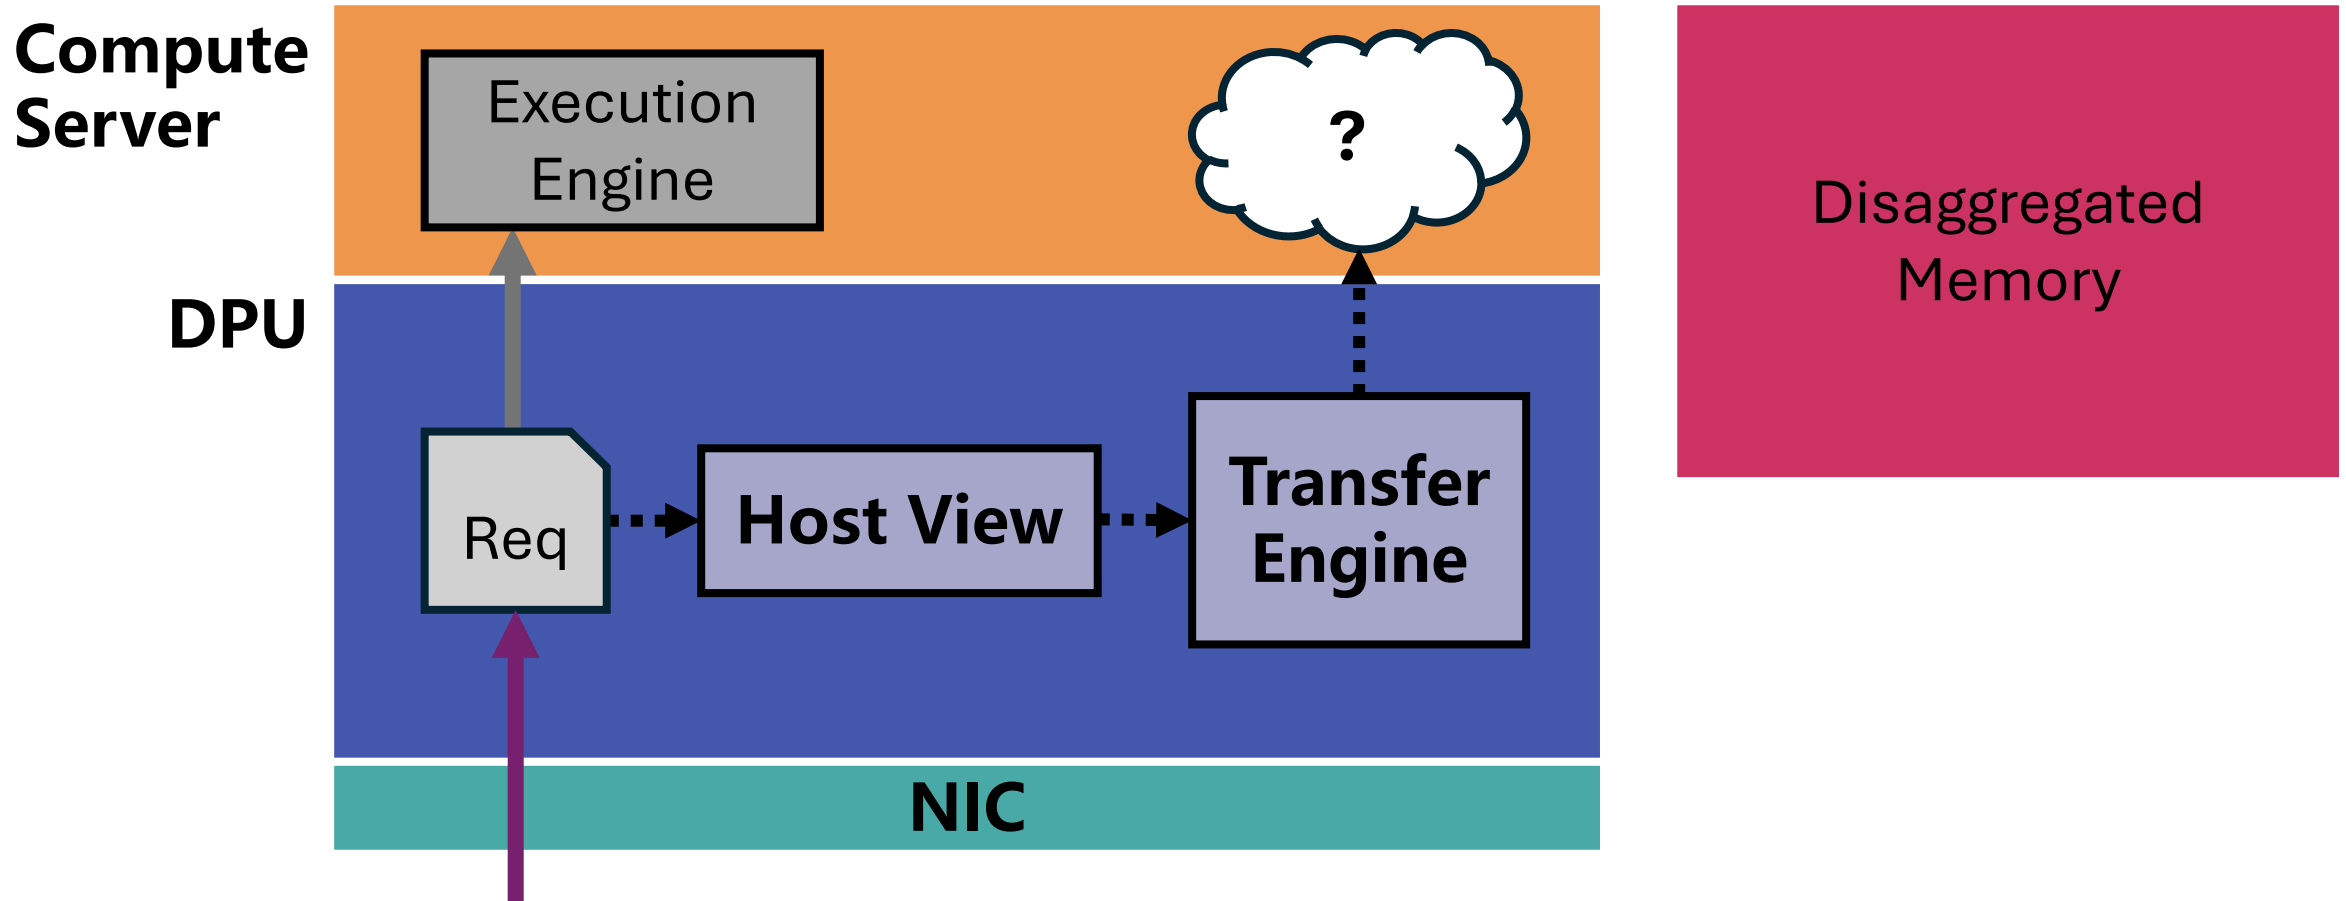 Compute
Server
Execution
Engine
?
Disaggregated
Memory
DPU
Req
Host View
Transfer
Engine
NIC